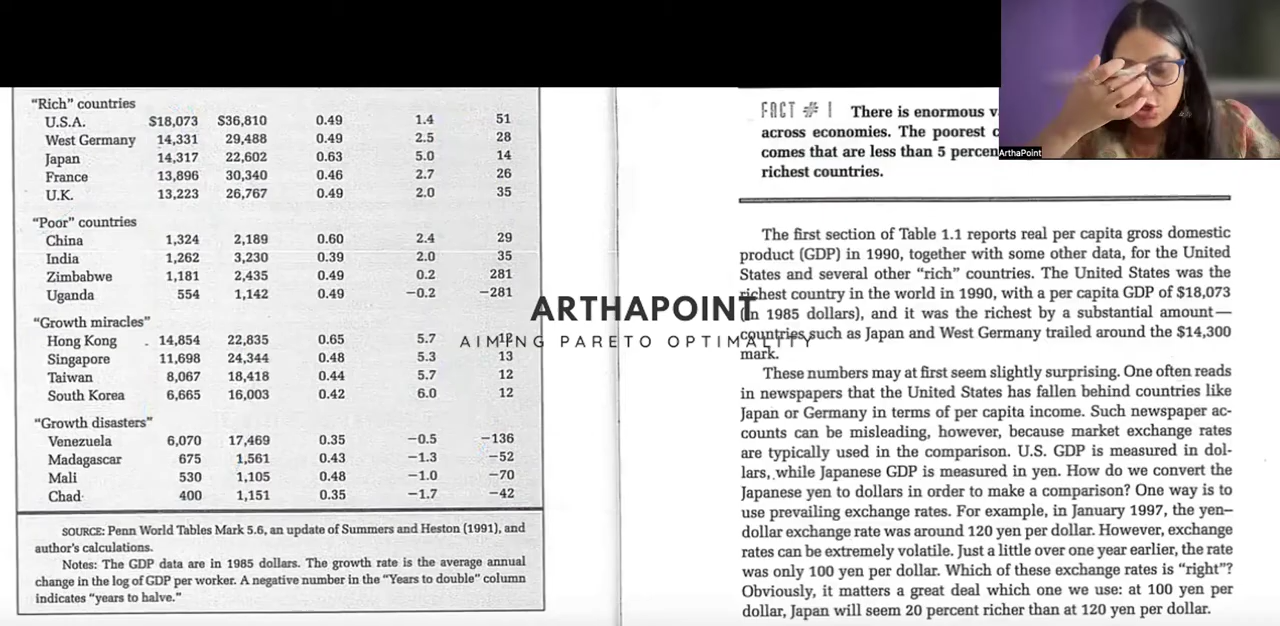 "Rich" countries
U.S.A. $18,073 $36,810 0.49 1.4 51
West Germany 14,331 29,488 0.49 2.5 28
Japan 14,317 22,602 0.63 5.0 14
France 13,896 30,340 0.46 2.7 26
U.K. 13,223 26,767 0.49 2.0 35
"Poor" countries
China 1,324 2,189 0.60 2.4 29
India 1,262 3,230 0.39 2.0 35
Zimbabwe 1,181 2,435 0.49 0.2 281
Uganda 554 1,142 0.49 −0.2 −281
"Growth miracles"
Hong Kong 14,854 22,835 0.65 5.7 12
Singapore 11,698 24,344 0.48 5.3 13
Taiwan 8,067 18,418 0.44 5.7 12
South Korea 6,665 16,003 0.42 6.0 12
"Growth disasters"
Venezuela 6,070 17,469 0.35 −0.5 −136
Madagascar 675 1,561 0.43 −1.3 −52
Mali 530 1,105 0.48 −1.0 −70
Chad 400 1,151 0.35 −1.7 −42
SOURCE: Penn World Tables Mark 5.6, an update of Summers and Heston (1991), and
author's calculations.
Notes: The GDP data are in 1985 dollars. The growth rate is the average annual
change in the log of GDP per worker. A negative number in the "Years to double" column
indicates "years to halve."
FACT # 1 There is enormous
across economies. The poorest
comes that are less than 5
richest countries.
ArthaPoint
The first section of Table 1.1 reports real per capita gross domestic
product (GDP) in 1990, together with some other data, for the United
States and several other "rich" countries. The United States was the
richest country in the world in 1990, with a per capita GDP of $18,073
(in 1985 dollars), and it was the richest by a substantial amount—
countries such as Japan and West Germany trailed around the $14,300
mark.
These numbers may at first seem slightly surprising. One often reads
in newspapers that the United States has fallen behind countries like
Japan or Germany in terms of per capita income. Such newspaper ac-
counts can be misleading, however, because market exchange rates
are typically used in the comparison. U.S. GDP is measured in dol-
lars, while Japanese GDP is measured in yen. How do we convert the
Japanese yen to dollars in order to make a comparison? One way is to
use prevailing exchange rates. For example, in January 1997, the yen–
dollar exchange rate was around 120 yen per dollar. However, exchange
rates can be extremely volatile. Just a little over one year earlier, the rate
was only 100 yen per dollar. Which of these exchange rates is "right"?
Obviously, it matters a great deal which one we use: at 100 yen per
dollar, Japan will seem 20 percent richer than at 120 yen per dollar.
ARTHAPOINT
AIMING PARETO OPTIMALITY